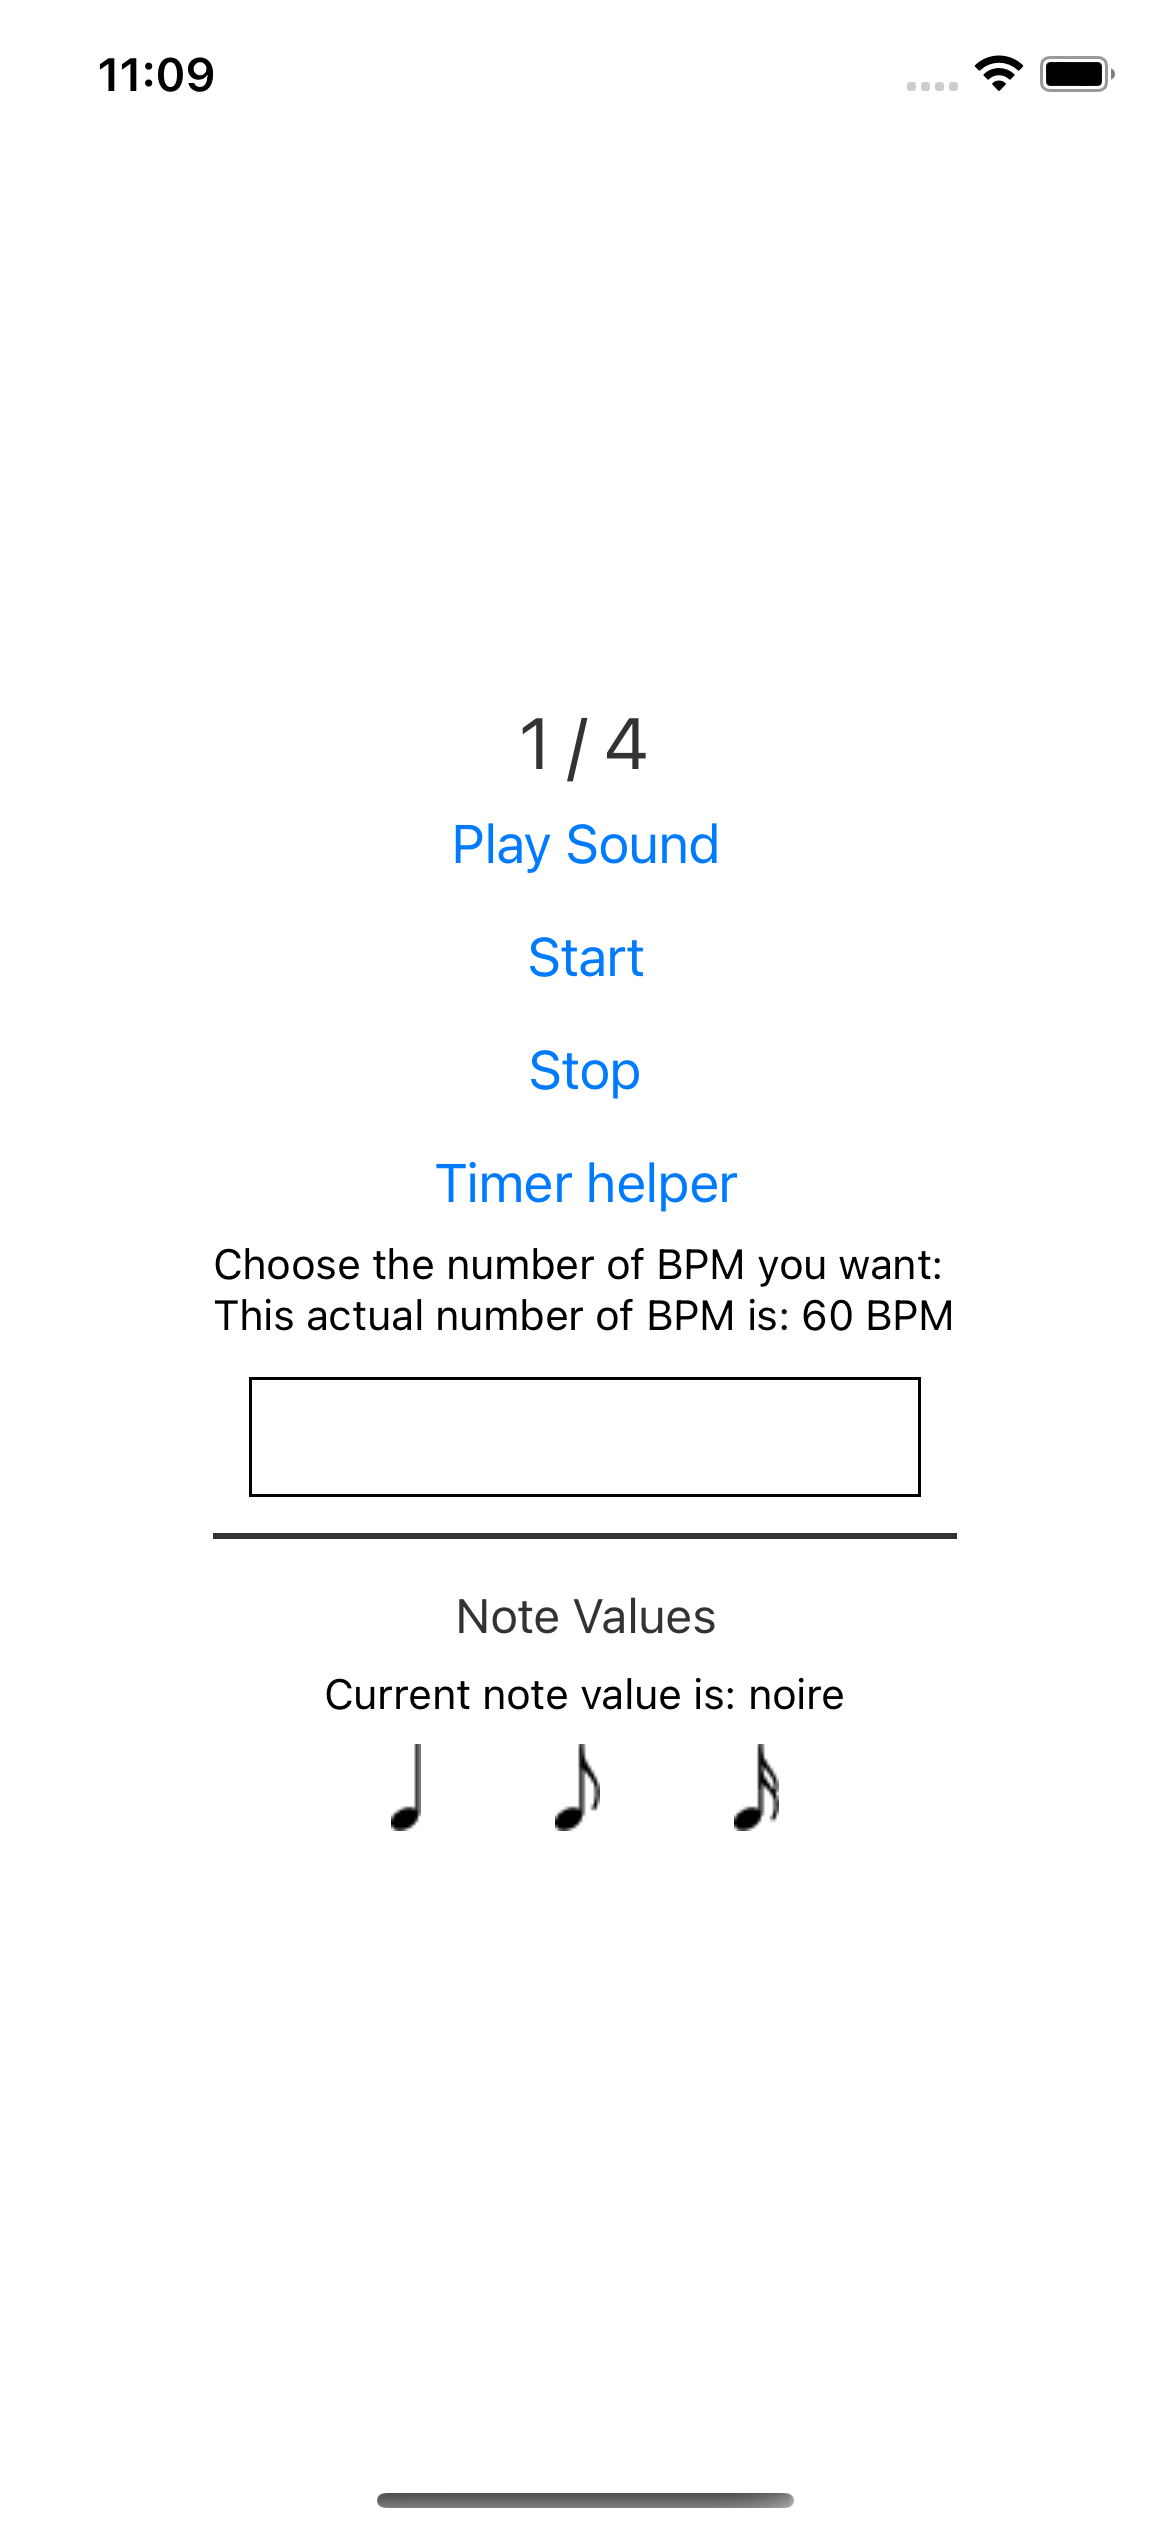 11:09
1 / 4
Play Sound
Start
Stop
Timer helper
Choose the number of BPM you want:
This actual number of BPM is: 60 BPM
Note Values
Current note value is: noire